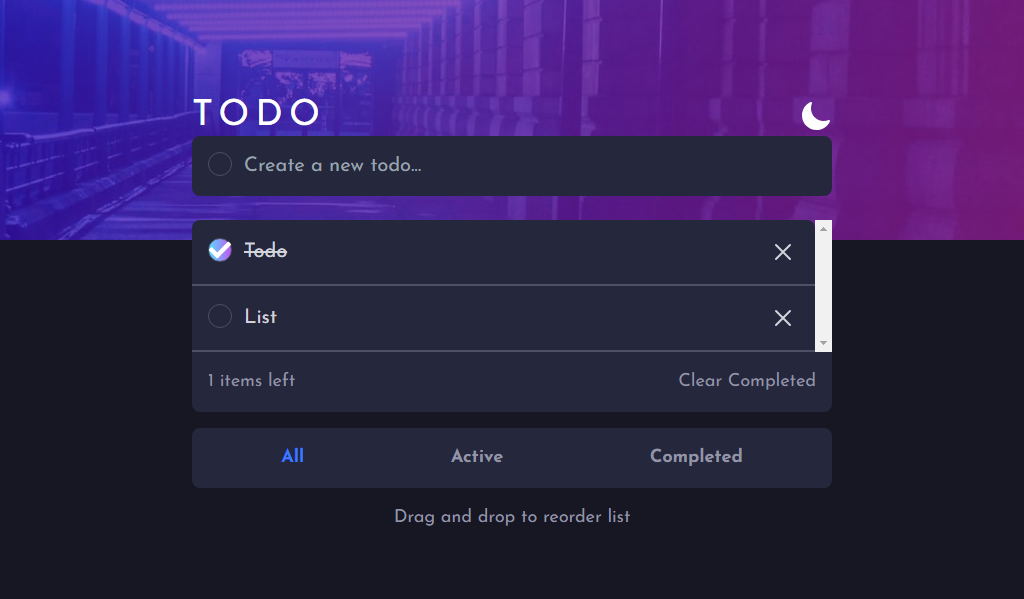 TODO
Create a new todo...
Todo
List
1 items left
Clear Completed
All
Active
Completed
Drag and drop to reorder list